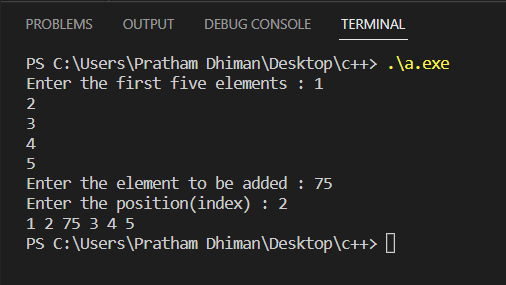 PROBLEMS OUTPUT DEBUG CONSOLE TERMINAL
PS C:\Users\Pratham Dhiman\Desktop\c++> .\a.exe
Enter the first five elements : 1
2
3
4
5
Enter the element to be added : 75
Enter the position(index) : 2
1 2 75 3 4 5
PS C:\Users\Pratham Dhiman\Desktop\c++>